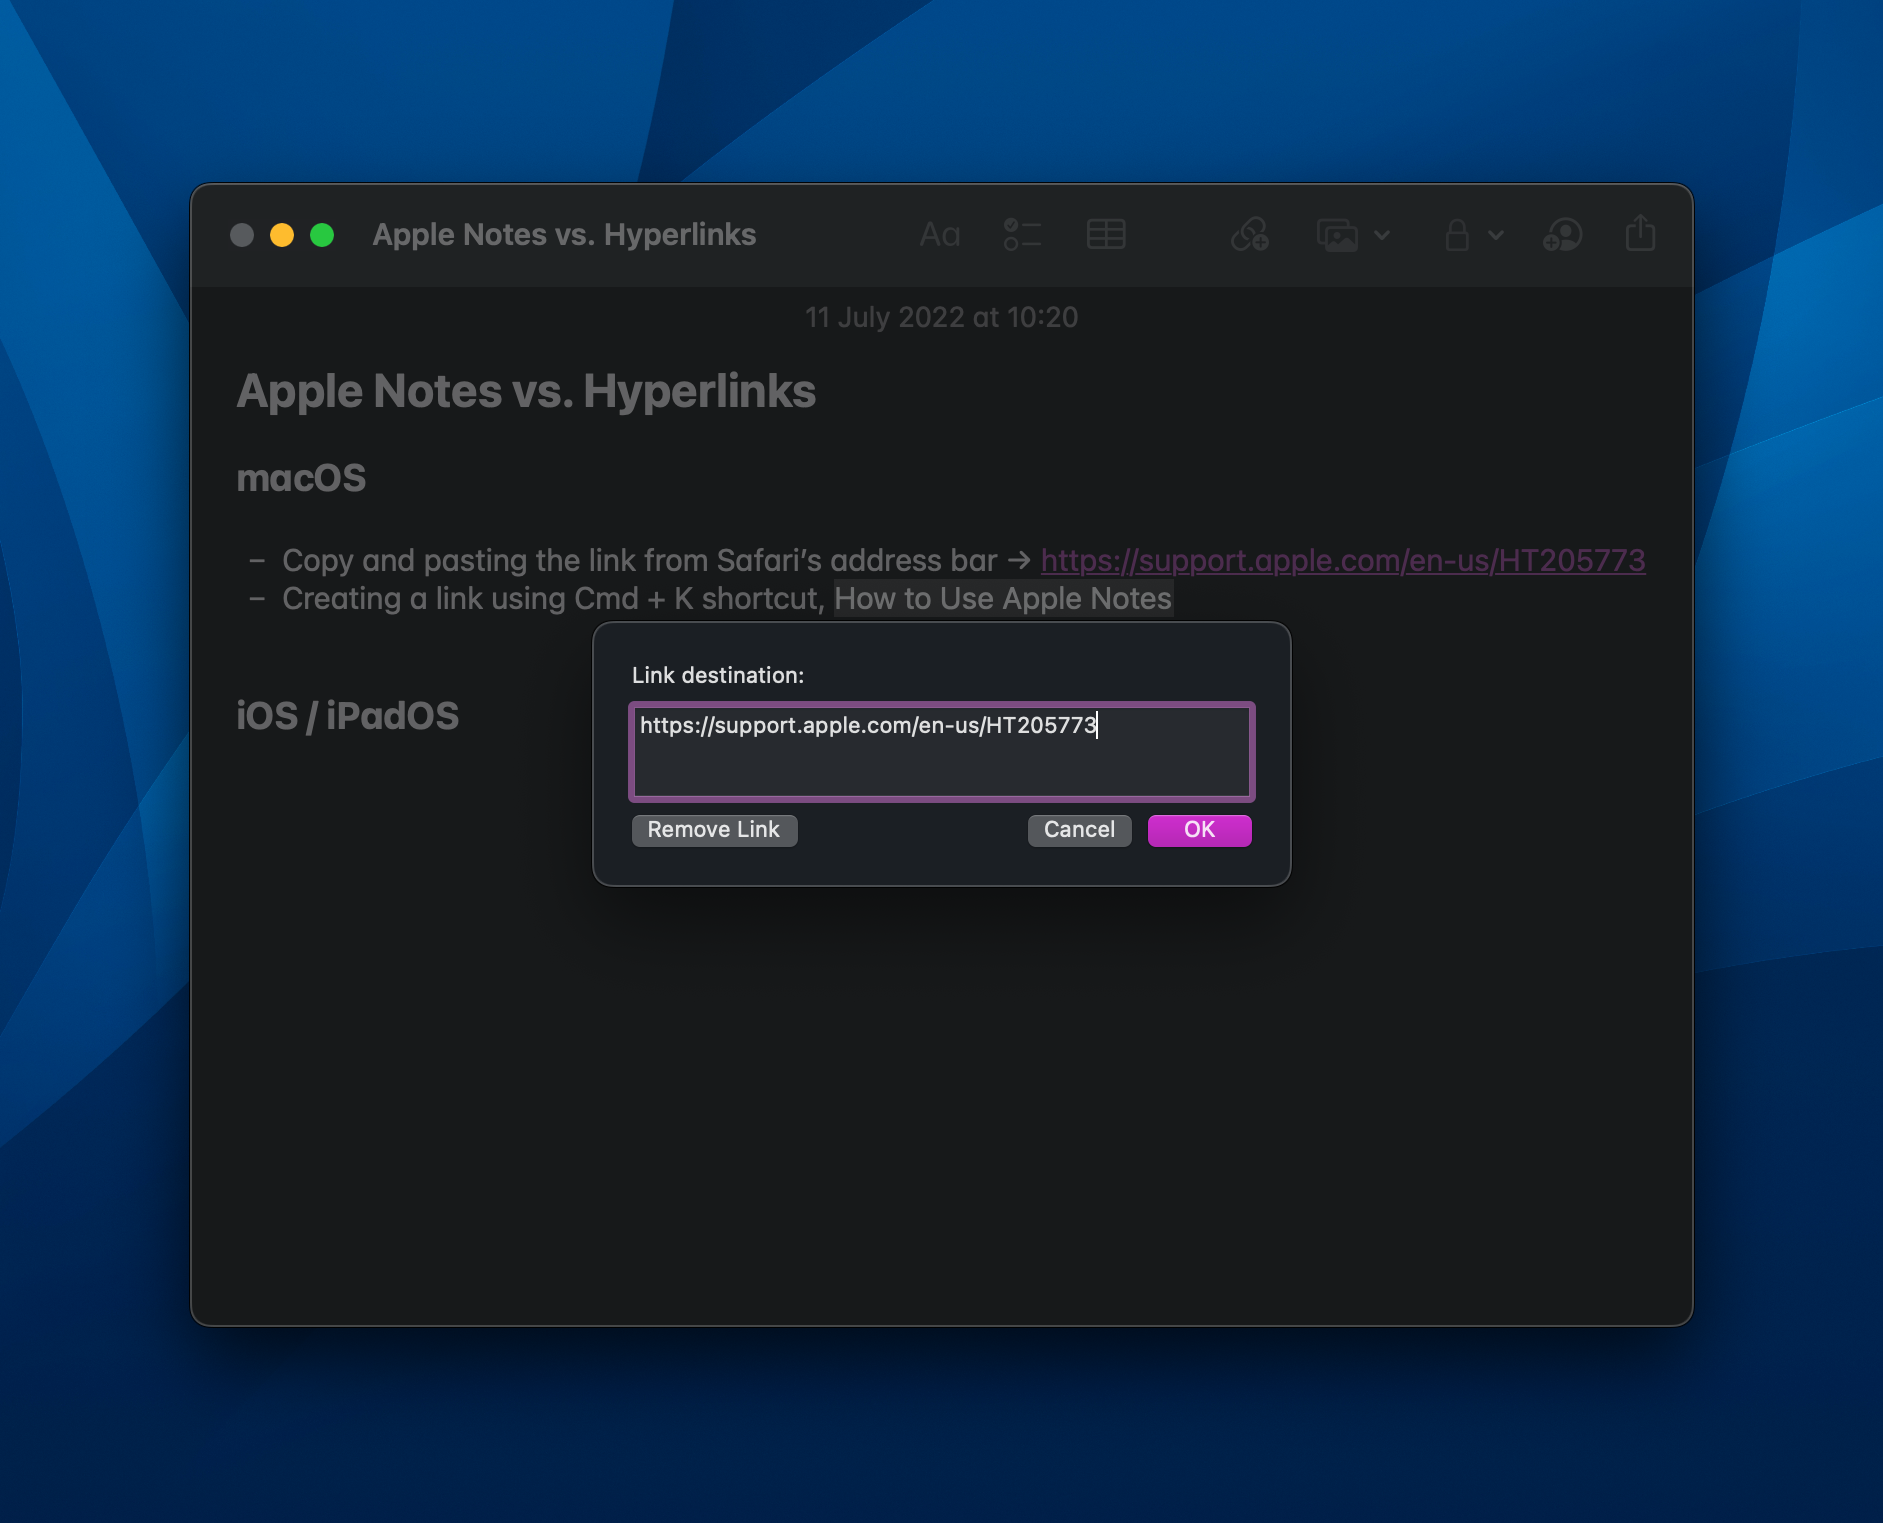 Apple Notes vs. Hyperlinks
Aa
11 July 2022 at 10:20
Apple Notes vs. Hyperlinks
macOS
– Copy and pasting the link from Safari’s address bar → https://support.apple.com/en-us/HT205773
– Creating a link using Cmd + K shortcut, How to Use Apple Notes
iOS / iPadOS
Link destination:
https://support.apple.com/en-us/HT205773
Remove Link
Cancel
OK